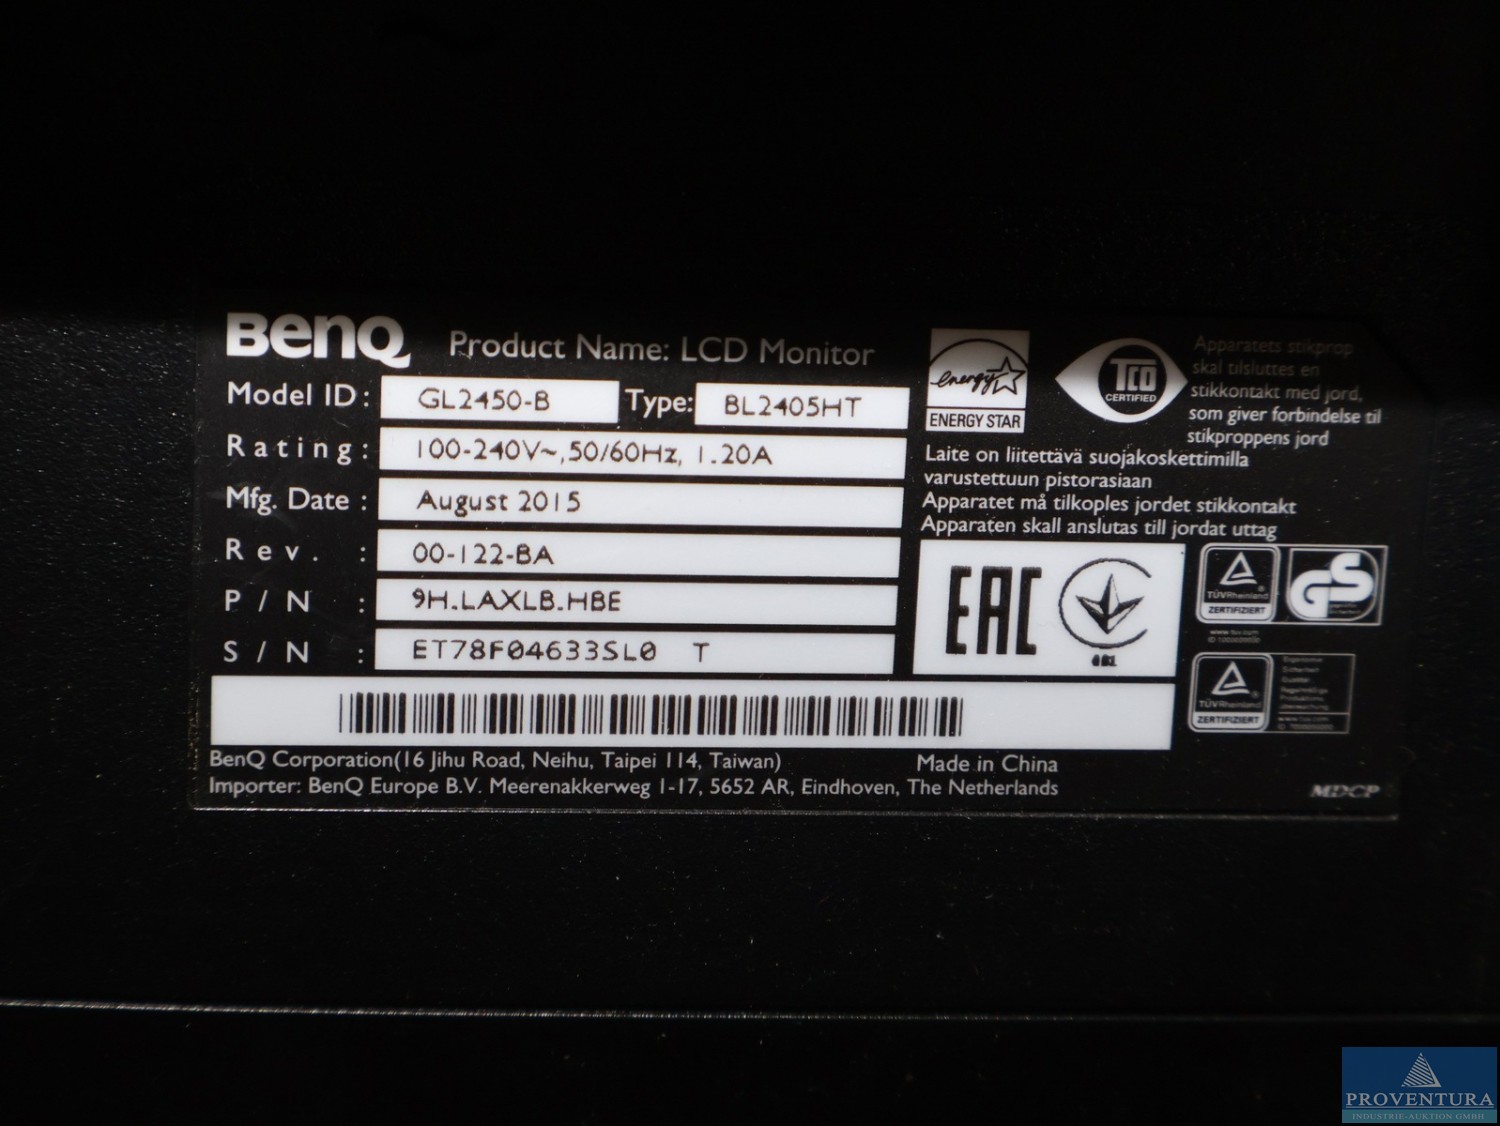 BenQ Product Name: LCD Monitor
Model ID: GL2450-B Type: BL2405HT
Rating: 100-240V~,50/60Hz, 1.20A
Mfg. Date : August 2015
Rev. : 00-122-BA
P/N : 9H.LAXLB.HBE
S/N : ET78F04633SL0 T
BenQ Corporation(16 Jihu Road, Neihu, Taipei 114, Taiwan) Made in China
Importer: BenQ Europe B.V. Meerenakkerweg 1-17, 5652 AR, Eindhoven, The Netherlands
energy
ENERGY STAR
TCO
CERTIFIED
Apparatets stikprop
skal tilsluttes en
stikkontakt med jord,
som giver forbindelse til
stikproppens jord
Laite on liitettävä suojakoskettimilla
varustettuun pistorasiaan
Apparatet må tilkoples jordet stikkontakt
Apparaten skall anslutas till jordat uttag
EAC
TÜVRheinland
ZERTIFIZIERT
GS
TÜVRheinland
ZERTIFIZIERT
MDCP
PROVENTURA
INDUSTRIE-AUKTION GMBH